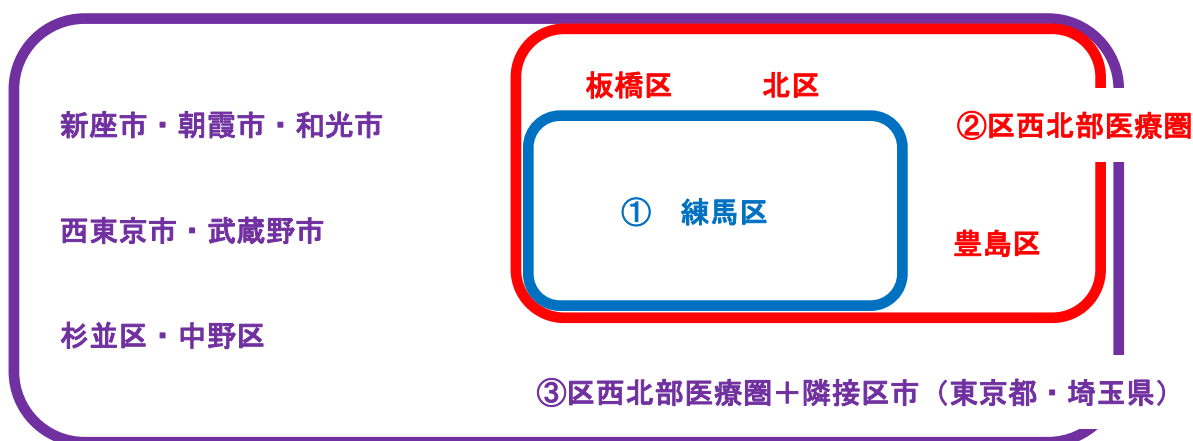 板橋区 北区
新座市・朝霞市・和光市
②区西北部医療圏
① 練馬区
西東京市・武蔵野市
豊島区
杉並区・中野区
③区西北部医療圏＋隣接区市（東京都・埼玉県）